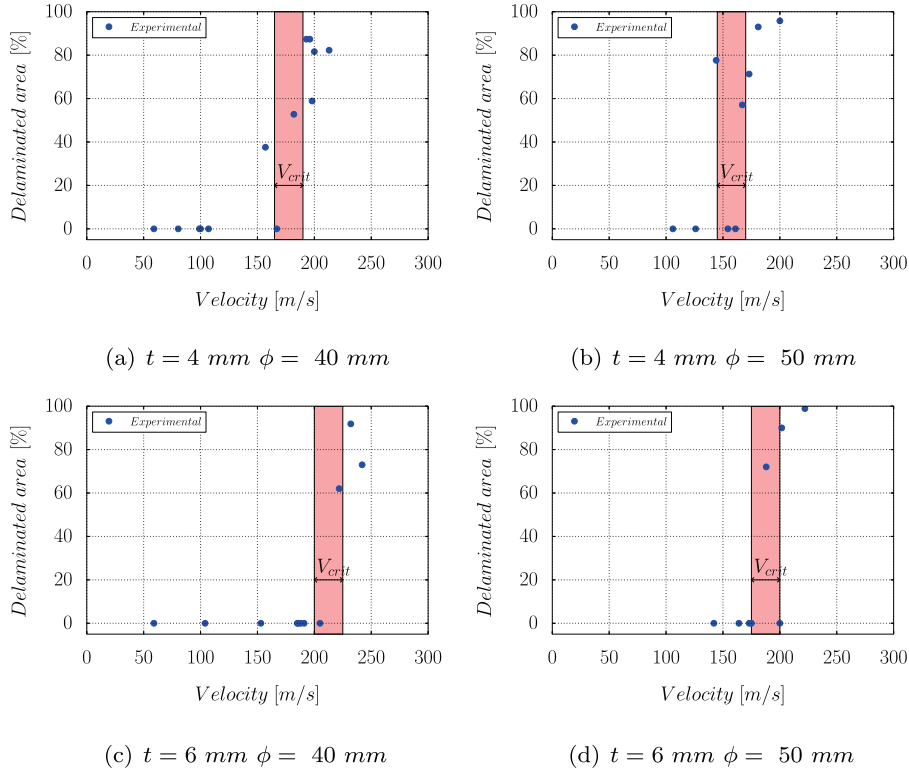 100
80
60
40
20
0
Delaminated area [%]
Experimental
V_crit
0 50 100 150 200 250 300
Velocity [m/s]
(a) t = 4 mm ϕ = 40 mm
100
80
60
40
20
0
Delaminated area [%]
Experimental
V_crit
0 50 100 150 200 250 300
Velocity [m/s]
(b) t = 4 mm ϕ = 50 mm
100
80
60
40
20
0
Delaminated area [%]
Experimental
V_crit
0 50 100 150 200 250 300
Velocity [m/s]
(c) t = 6 mm ϕ = 40 mm
100
80
60
40
20
0
Delaminated area [%]
Experimental
V_crit
0 50 100 150 200 250 300
Velocity [m/s]
(d) t = 6 mm ϕ = 50 mm